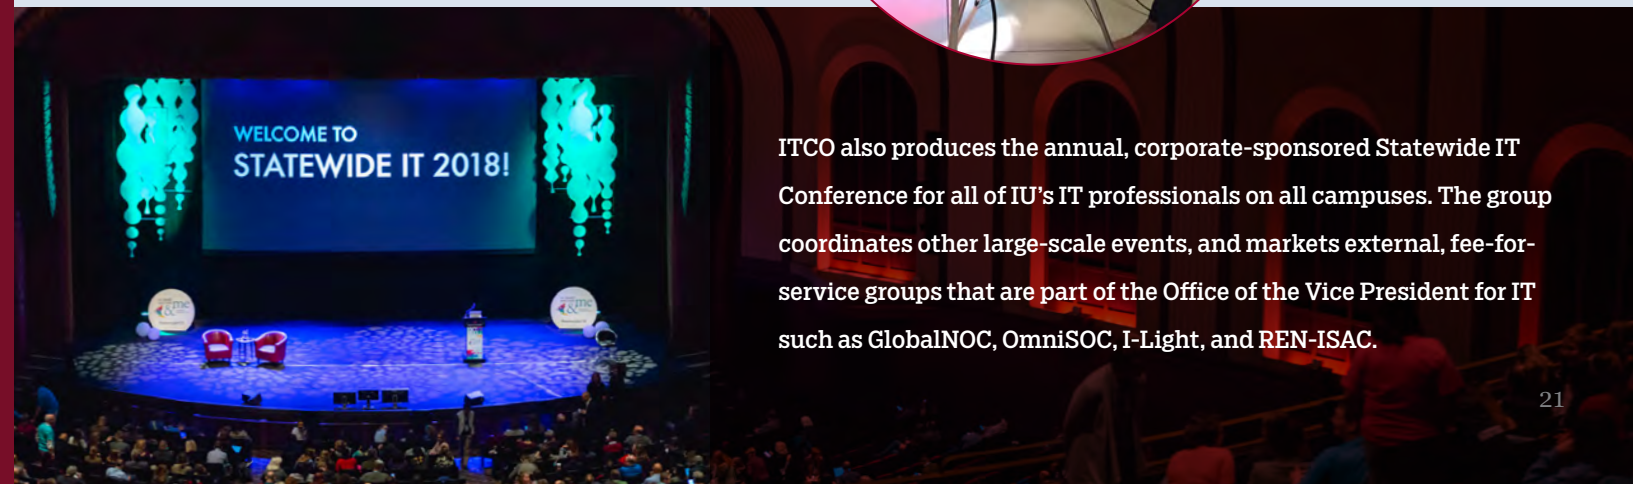 WELCOME TO
STATEWIDE IT 2018!
ITCO also produces the annual, corporate-sponsored Statewide IT
Conference for all of IU’s IT professionals on all campuses. The group
coordinates other large-scale events, and markets external, fee-for-
service groups that are part of the Office of the Vice President for IT
such as GlobalNOC, OmniSOC, I-Light, and REN-ISAC.
21